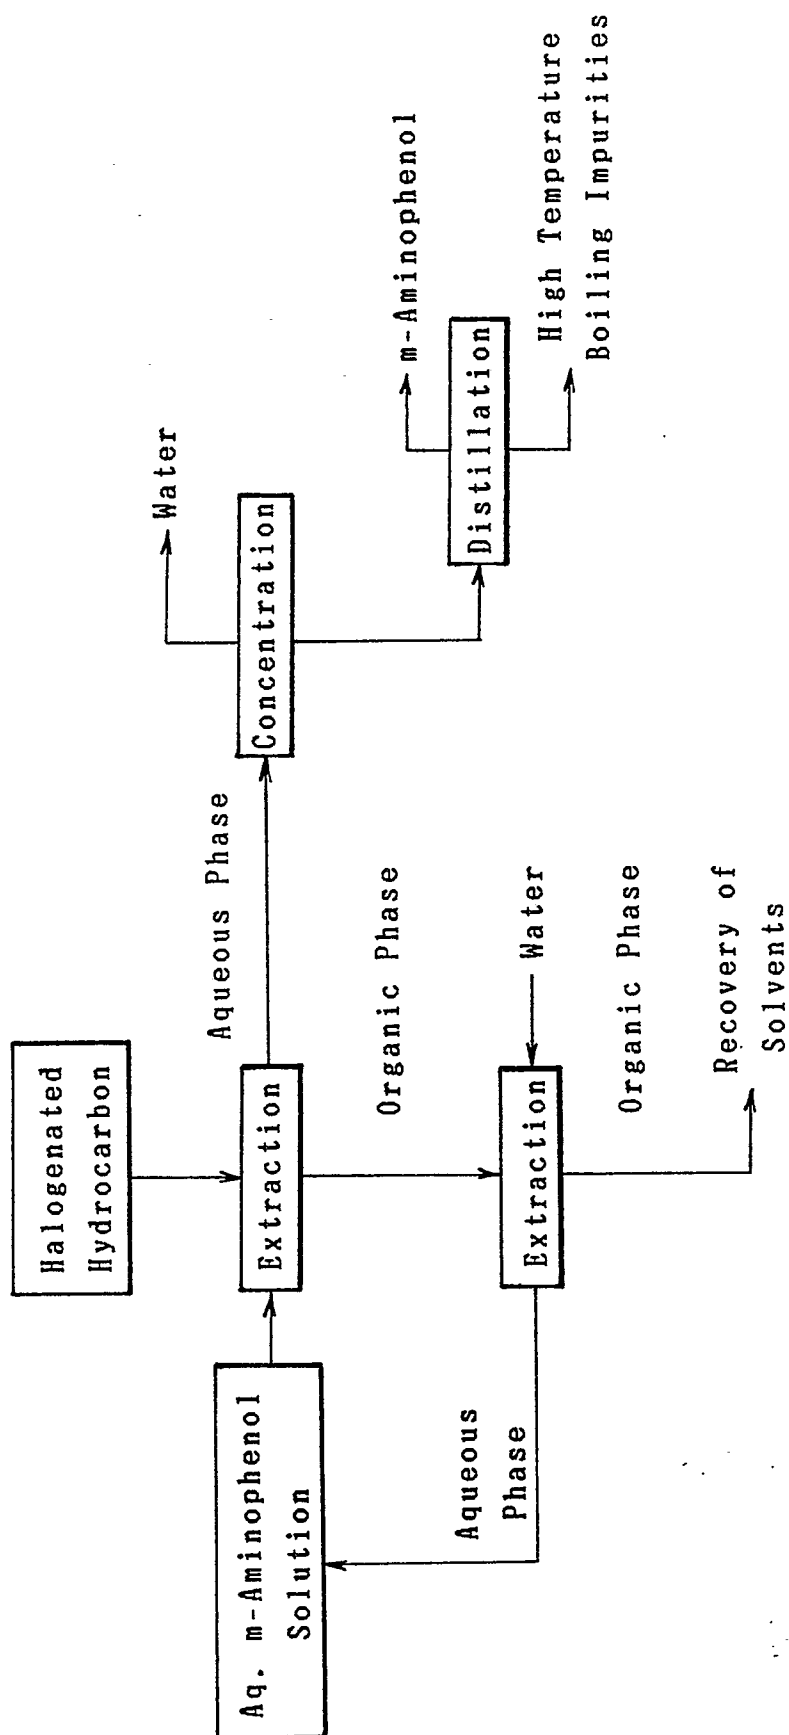 Halogenated
Hydrocarbon
Aq. m-Aminophenol
Solution
Extraction
Aqueous Phase
Concentration
Water
Organic Phase
Aqueous
Phase
Extraction
Water
Organic Phase
Recovery of
Solvents
Distillation
m-Aminophenol
High Temperature
Boiling Impurities